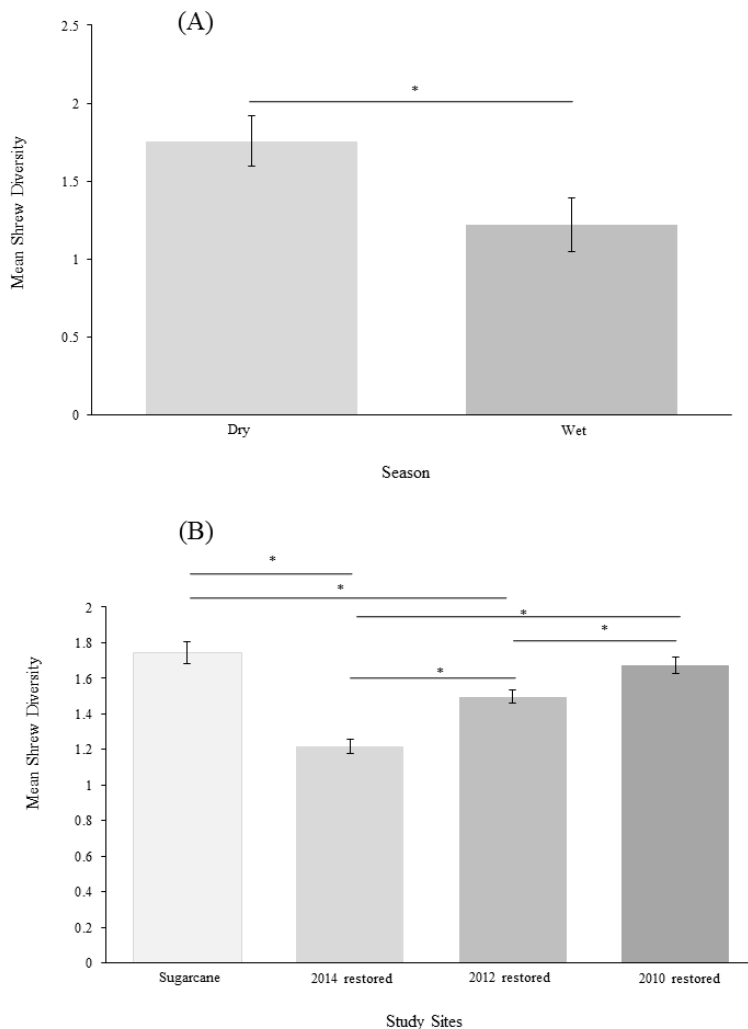 (A)
2.5
2
1.5
1
0.5
0
Mean Shrew Diversity
*
Dry Wet
Season
(B)
*
*
*
*
*
2
1.8
1.6
1.4
1.2
1
0.8
0.6
0.4
0.2
0
Mean Shrew Diversity
Sugarcane 2014 restored 2012 restored 2010 restored
Study Sites